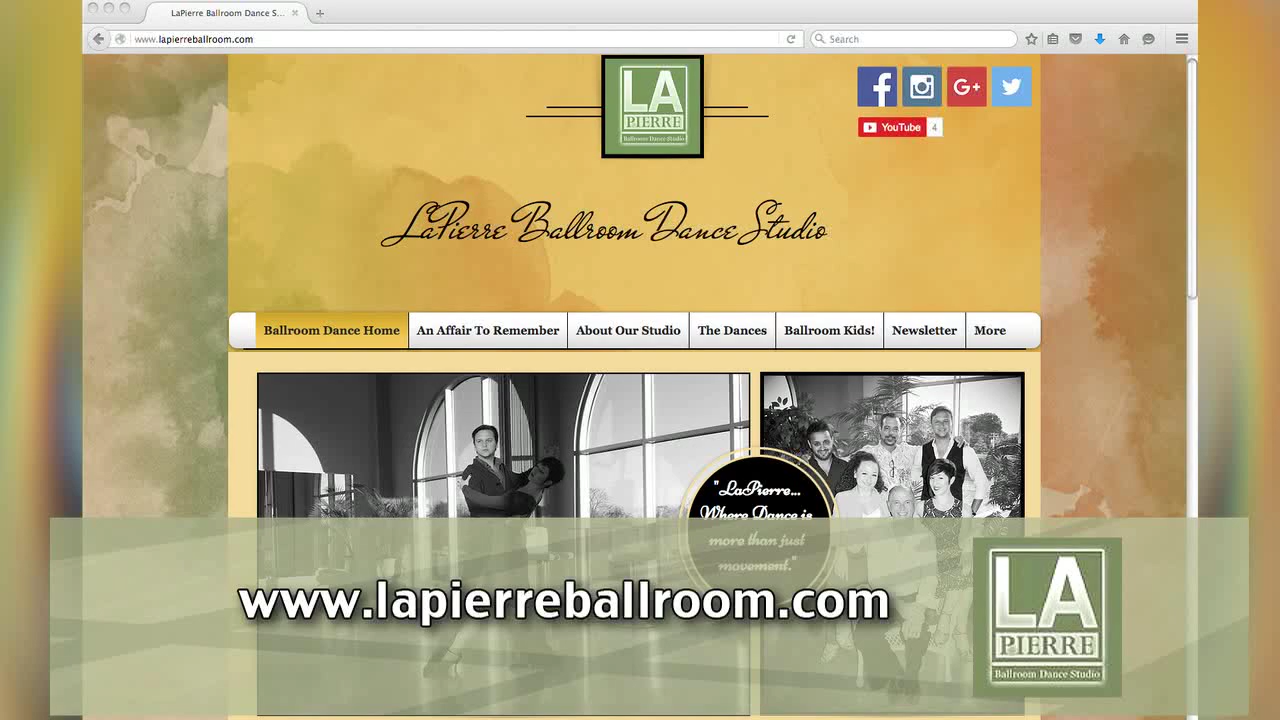 LaPierre Ballroom Dance S...
www.lapierreballroom.com
Search
LA
PIERRE
Ballroom Dance Studio
G+
YouTube 4
LaPierre Ballroom Dance Studio
Ballroom Dance Home An Affair To Remember About Our Studio The Dances Ballroom Kids! Newsletter More
"LaPierre...
Where Dance is
more than just
movement."
www.lapierreballroom.com
LA
PIERRE
Ballroom Dance Studio